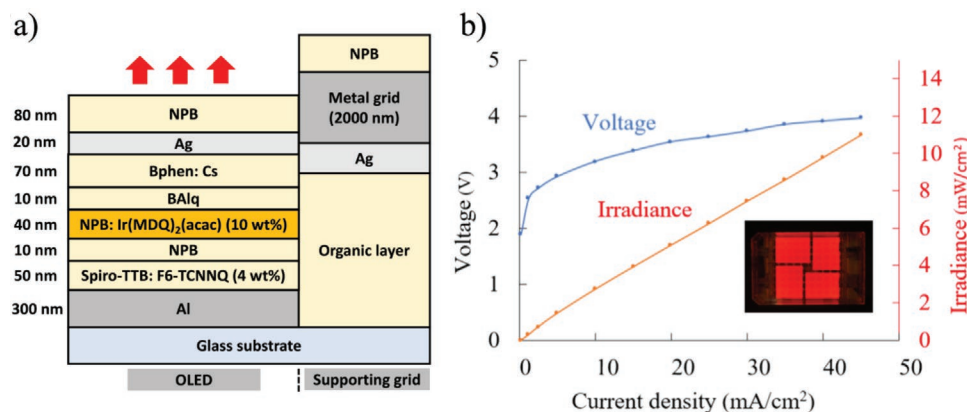 a)
80 nm
20 nm
70 nm
10 nm
40 nm
10 nm
50 nm
300 nm
NPB
Ag
Bphen: Cs
BAlq
NPB: Ir(MDQ)₂(acac) (10 wt%)
NPB
Spiro-TTB: F6-TCNNQ (4 wt%)
Al
NPB
Metal grid
(2000 nm)
Ag
Organic layer
Glass substrate
OLED
Supporting grid
b)
Voltage (V)
5
4
3
2
1
0
Voltage
Irradiance
14
12
10
8
6
4
2
0
Irradiance (mW/cm²)
0 10 20 30 40 50
Current density (mA/cm²)